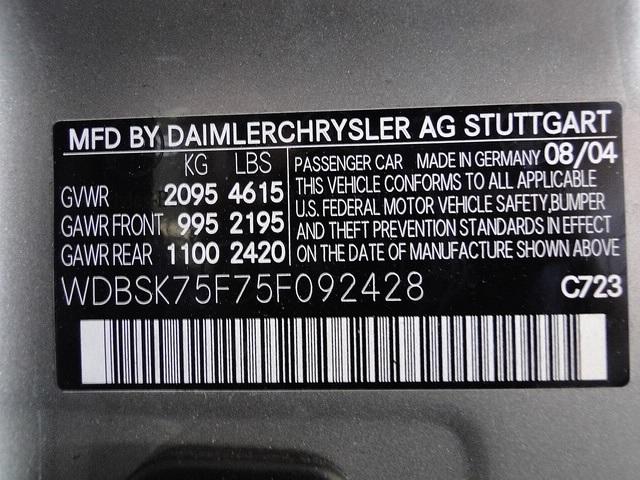 MFD BY DAIMLERCHRYSLER AG STUTTGART
KG LBS
GVWR 2095 4615
GAWR FRONT 995 2195
GAWR REAR 1100 2420
PASSENGER CAR MADE IN GERMANY 08/04
THIS VEHICLE CONFORMS TO ALL APPLICABLE
U.S. FEDERAL MOTOR VEHICLE SAFETY,BUMPER
AND THEFT PREVENTION STANDARDS IN EFFECT
ON THE DATE OF MANUFACTURE SHOWN ABOVE
WDBSK75F75F092428 C723